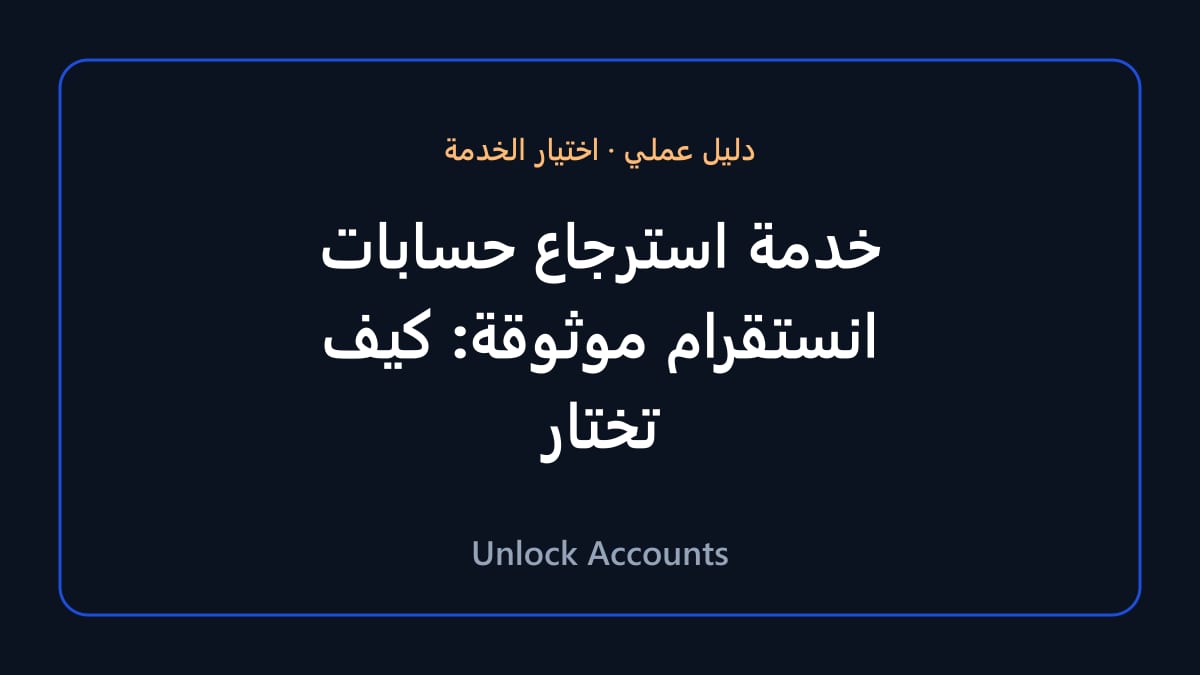 دليل عملي · اختيار الخدمة
خدمة استرجاع حسابات
انستقرام موثوقة: كيف
تختار
Unlock Accounts